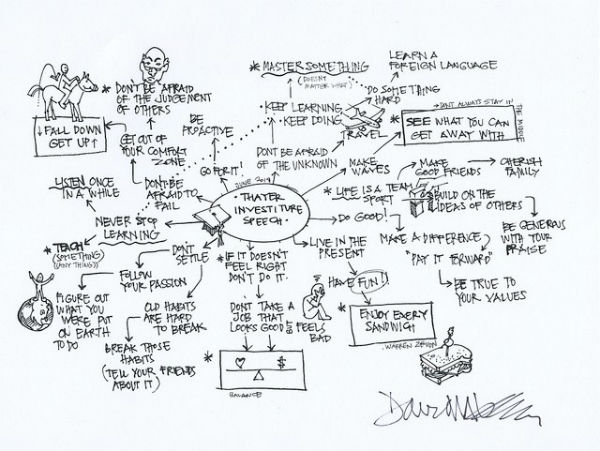 * MASTER SOMETHING
(DOESN'T
MATTER WHAT)
LEARN A
FOREIGN LANGUAGE
DO SOMETHING
HARD
KEEP LEARNING
KEEP DOING
TRAVEL
DON'T ALWAYS STAY IN
THE MIDDLE
* SEE WHAT YOU CAN
GET AWAY WITH
* DON'T BE AFRAID
OF THE JUDGEMENT
OF OTHERS
↓ FALL DOWN
GET UP ↑
GET OUT OF
YOUR COMFORT
ZONE
BE
PROACTIVE
GO FOR IT!
DON'T BE AFRAID
OF THE UNKNOWN
MAKE
WAVES
MAKE
GOOD FRIENDS
CHERISH
FAMILY
LISTEN ONCE
IN A WHILE
DON'T BE
AFRAID TO
FAIL
JUNE 2014
· THAYER
INVESTITURE
SPEECH ·
* LIFE IS A TEAM
SPORT
BUILD ON THE
IDEAS OF OTHERS
BE GENEROUS
WITH YOUR
PRAISE
NEVER STOP
LEARNING
* TEACH
(SOMETHING)
(ANYTHING)
DON'T
SETTLE
FOLLOW
YOUR PASSION
* IF IT DOESN'T
FEEL RIGHT
DON'T DO IT.
LIVE IN THE
PRESENT
DO GOOD!
MAKE A DIFFERENCE
"PAY IT FORWARD"
BE TRUE TO
YOUR VALUES
FIGURE OUT
WHAT YOU
WERE PUT
ON EARTH
TO DO
OLD HABITS
ARE HARD
TO BREAK
BREAK THOSE
HABITS
(TELL YOUR FRIENDS
ABOUT IT)
DON'T TAKE A
JOB THAT
LOOKS GOOD BUT FEELS
BAD
* $
BALANCE
HAVE FUN!!
* ENJOY EVERY
SANDWICH
- WARREN ZEVON